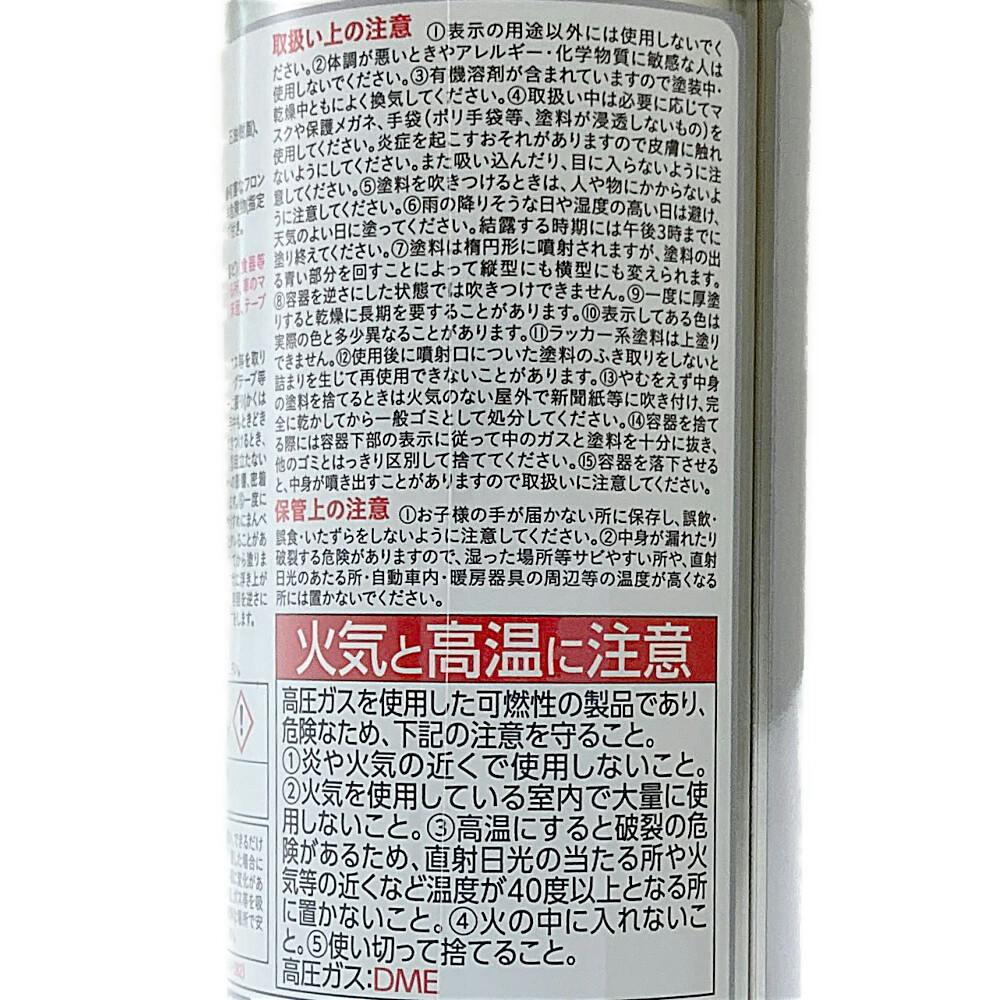 取扱い上の注意 ①表示の用途以外には使用しないでく
ださい。②体調が悪いときやアレルギー・化学物質に敏感な人は
使用しないでください。③有機溶剤が含まれていますので塗装中・
乾燥中ともによく換気してください。④取扱い中は必要に応じてマ
スクや保護メガネ、手袋(ポリ手袋等、塗料が浸透しないもの)を
使用してください。炎症を起こすおそれがありますので皮膚に触れ
ないようにしてください。また吸い込んだり、目に入らないように注
意してください。⑤塗料を吹きつけるときは、人や物にかからないよ
うに注意してください。⑥雨の降りそうな日や湿度の高い日は避け、
天気のよい日に塗ってください。結露する時期には午後3時までに
塗り終えてください。⑦塗料は楕円形に噴射されますが、塗料の出
る青い部分を回すことによって縦型にも横型にも変えられます。
⑧容器を逆さにした状態では吹きつけできません。⑨一度に厚塗
りすると乾燥に長期を要することがあります。⑩表示してある色は
実際の色と多少異なることがあります。⑪ラッカー系塗料は上塗り
できません。⑫使用後に噴射口についた塗料のふき取りをしないと
詰まりを生じて再使用できないことがあります。⑬やむをえず中身
の塗料を捨てるときは火気のない屋外で新聞紙等に吹き付け、完
全に乾かしてから一般ゴミとして処分してください。⑭容器を捨て
る際には容器下部の表示に従って中のガスと塗料を十分に抜き、
他のゴミとはっきり区別して捨ててください。⑮容器を落下させる
と、中身が噴き出すことがありますので取扱いに注意してください。
保管上の注意 ①お子様の手が届かない所に保存し、誤飲・
誤食・いたずらをしないように注意してください。②中身が漏れたり
破裂する危険がありますので、湿った場所等サビやすい所や、直射
日光のあたる所・自動車内・暖房器具の周辺等の温度が高くなる
所には置かないでください。
火気と高温に注意
高圧ガスを使用した可燃性の製品であり、
危険なため、下記の注意を守ること。
①炎や火気の近くで使用しないこと。
②火気を使用している室内で大量に使
用しないこと。③高温にすると破裂の危
険があるため、直射日光の当たる所や火
気等の近くなど温度が40度以上となる所
に置かないこと。④火の中に入れないこ
と。⑤使い切って捨てること。
高圧ガス:DME